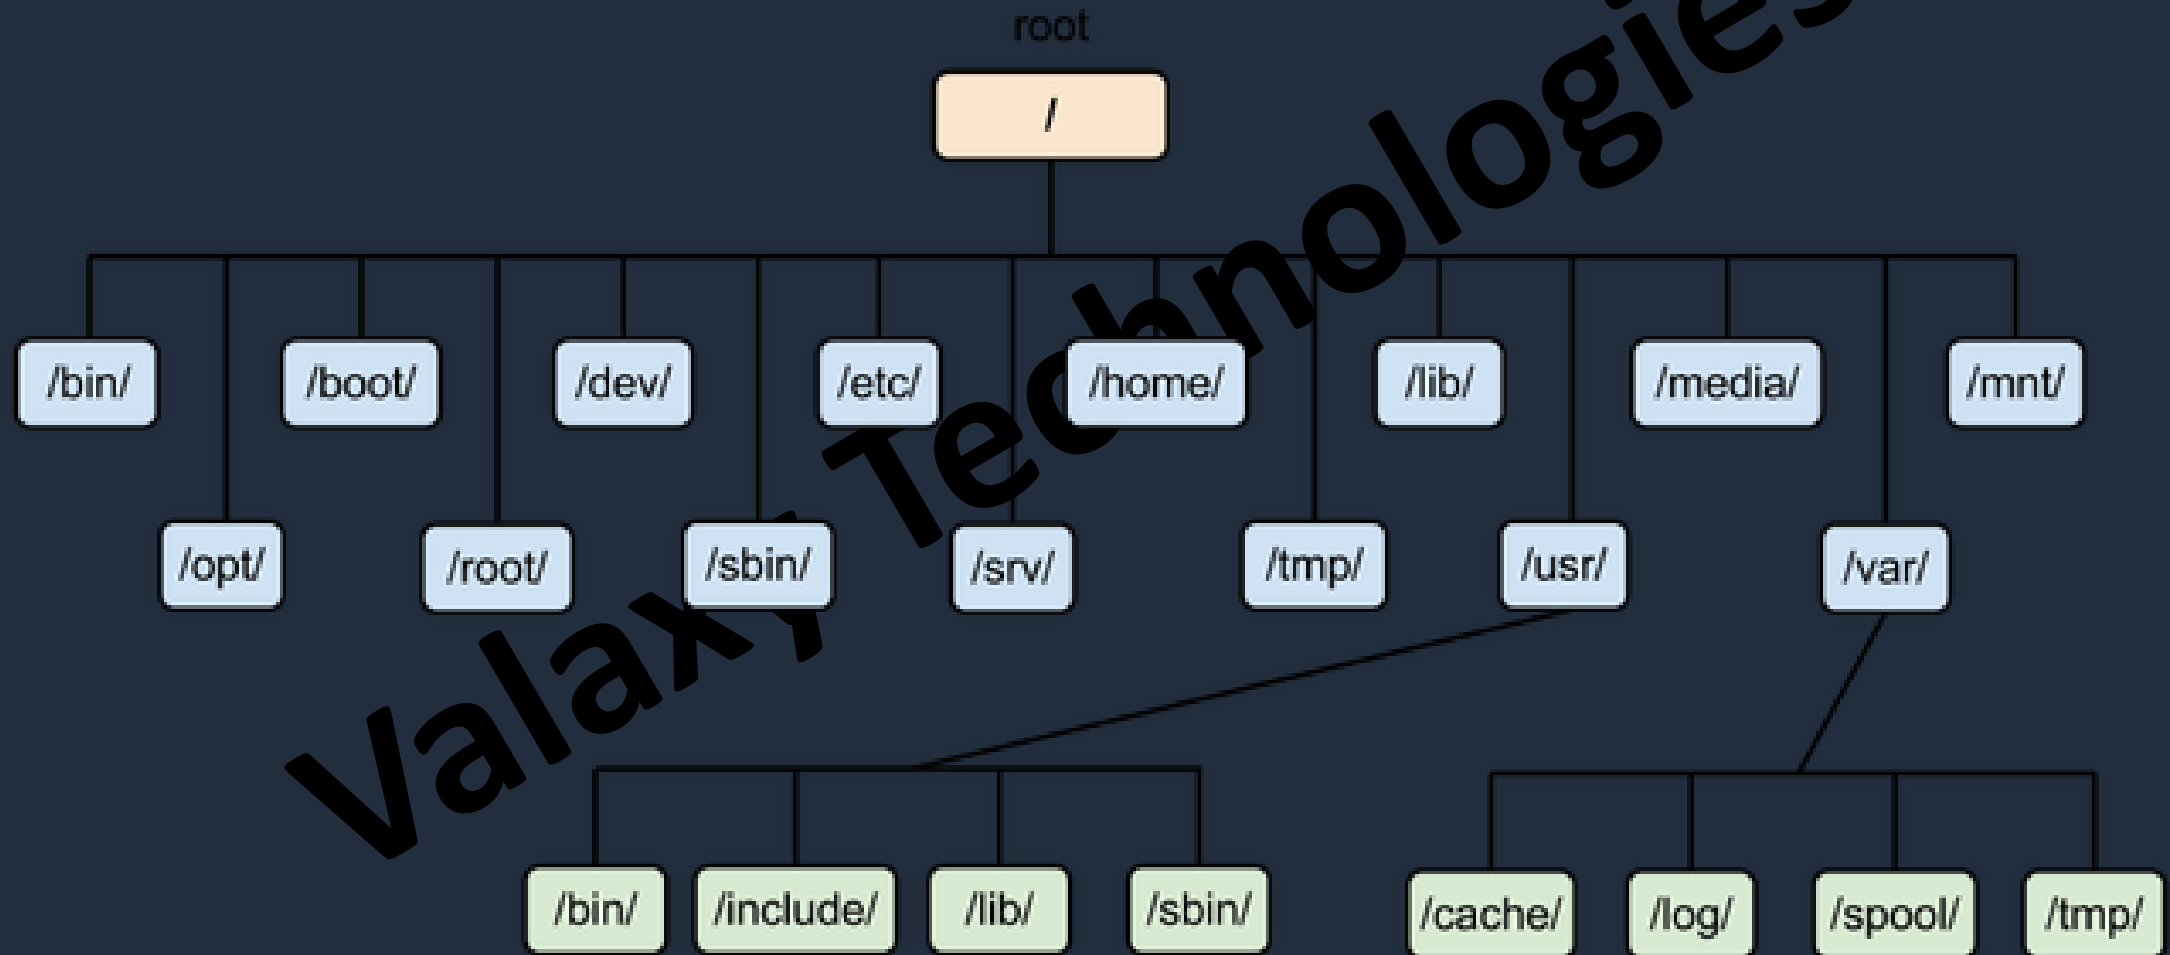 root
/
/bin/
/boot/
/dev/
/etc/
/home/
/lib/
/media/
/mnt/
/opt/
/root/
/sbin/
/srv/
/tmp/
/usr/
/var/
/bin/
/include/
/lib/
/sbin/
/cache/
/log/
/spool/
/tmp/
Valaxy Technologies